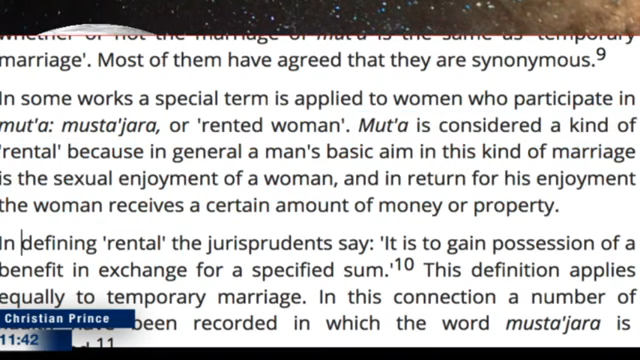 whether or not the marriage of mut'a is the same as 'temporary
marriage'. Most of them have agreed that they are synonymous.9
In some works a special term is applied to women who participate in
mut'a: musta'jara, or 'rented woman'. Mut'a is considered a kind of
'rental' because in general a man's basic aim in this kind of marriage
is the sexual enjoyment of a woman, and in return for his enjoyment
the woman receives a certain amount of money or property.
In defining 'rental' the jurisprudents say: 'It is to gain possession of a
benefit in exchange for a specified sum.'10 This definition applies
equally to temporary marriage. In this connection a number of
have been recorded in which the word musta'jara is
11
Christian Prince
11:42